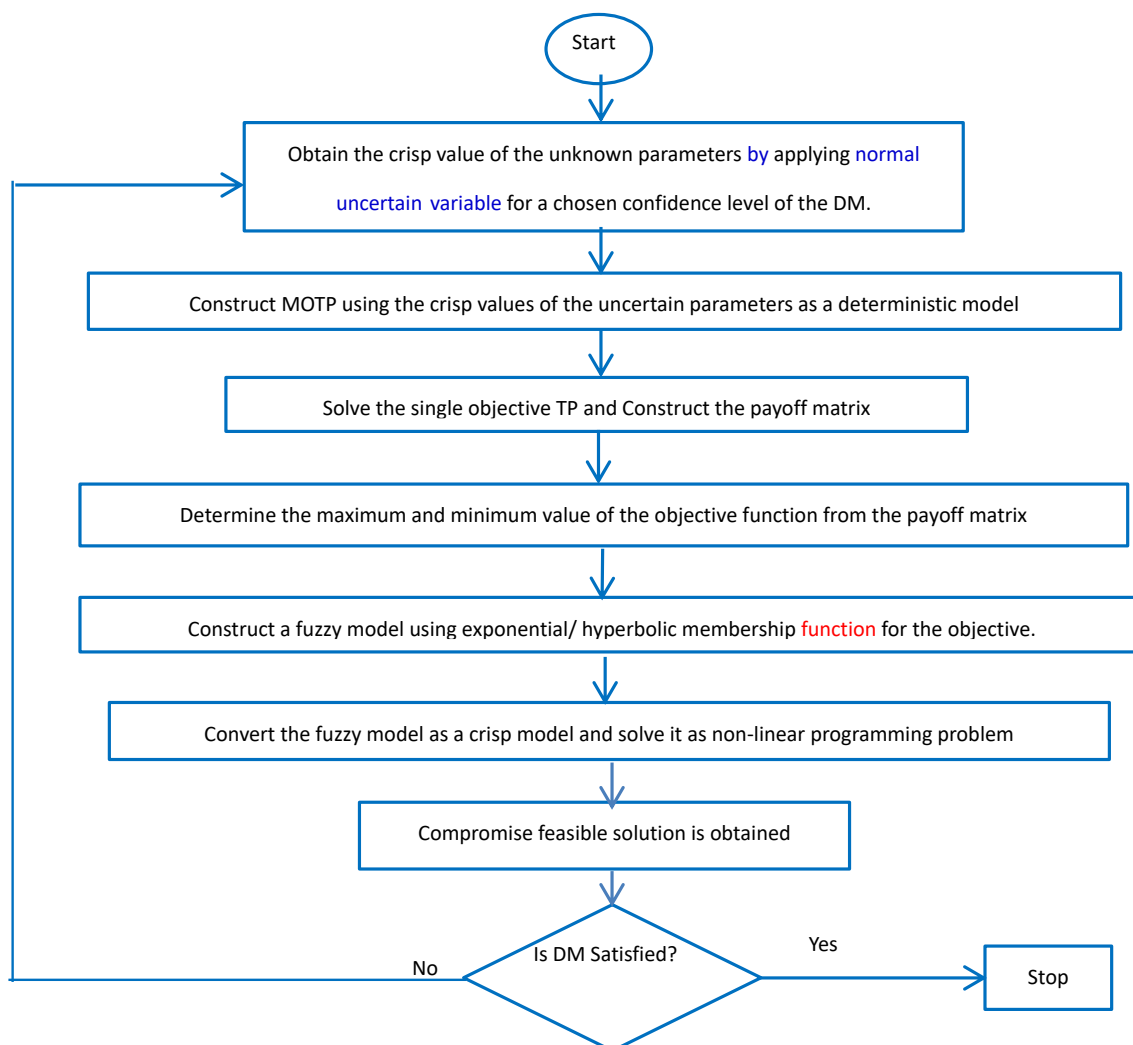 Start
Obtain the crisp value of the unknown parameters by applying normal
uncertain variable for a chosen confidence level of the DM.
Construct MOTP using the crisp values of the uncertain parameters as a deterministic model
Solve the single objective TP and Construct the payoff matrix
Determine the maximum and minimum value of the objective function from the payoff matrix
Construct a fuzzy model using exponential/ hyperbolic membership function for the objective.
Convert the fuzzy model as a crisp model and solve it as non-linear programming problem
Compromise feasible solution is obtained
Is DM Satisfied?
Yes
No
Stop